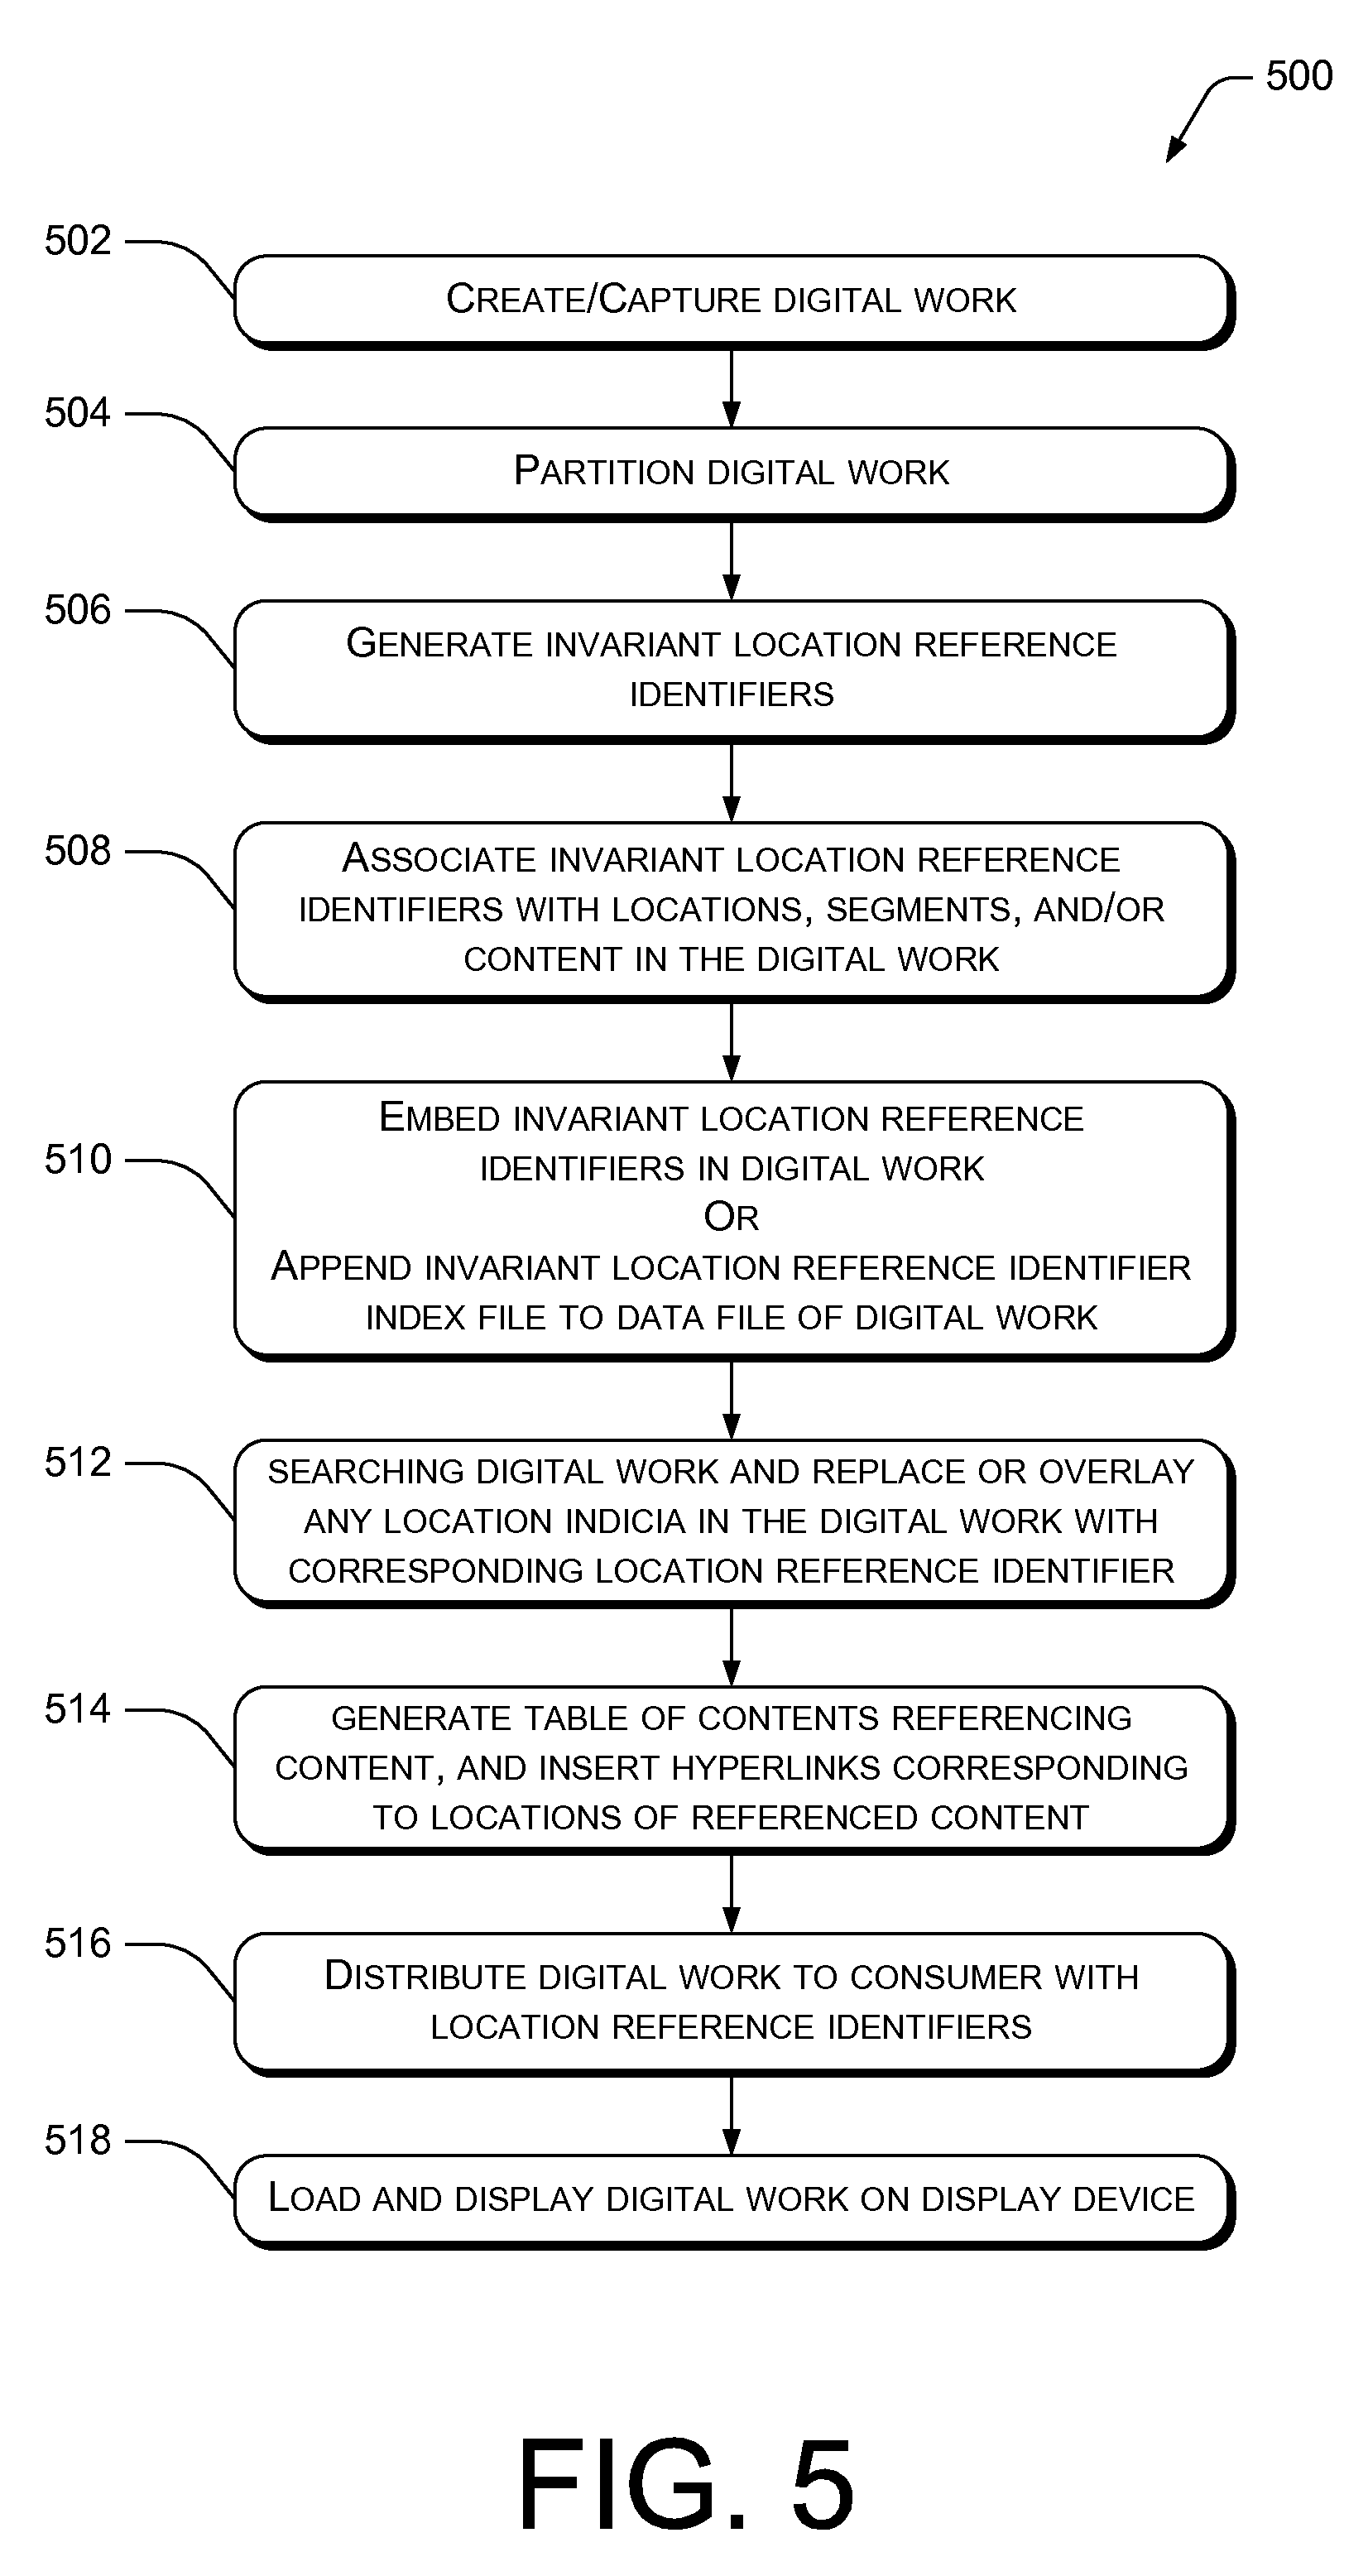 500
502
CREATE/CAPTURE DIGITAL WORK
504
PARTITION DIGITAL WORK
506
GENERATE INVARIANT LOCATION REFERENCE
IDENTIFIERS
508
ASSOCIATE INVARIANT LOCATION REFERENCE
IDENTIFIERS WITH LOCATIONS, SEGMENTS, AND/OR
CONTENT IN THE DIGITAL WORK
510
EMBED INVARIANT LOCATION REFERENCE
IDENTIFIERS IN DIGITAL WORK
OR
APPEND INVARIANT LOCATION REFERENCE IDENTIFIER
INDEX FILE TO DATA FILE OF DIGITAL WORK
512
SEARCHING DIGITAL WORK AND REPLACE OR OVERLAY
ANY LOCATION INDICIA IN THE DIGITAL WORK WITH
CORRESPONDING LOCATION REFERENCE IDENTIFIER
514
GENERATE TABLE OF CONTENTS REFERENCING
CONTENT, AND INSERT HYPERLINKS CORRESPONDING
TO LOCATIONS OF REFERENCED CONTENT
516
DISTRIBUTE DIGITAL WORK TO CONSUMER WITH
LOCATION REFERENCE IDENTIFIERS
518
LOAD AND DISPLAY DIGITAL WORK ON DISPLAY DEVICE
FIG. 5